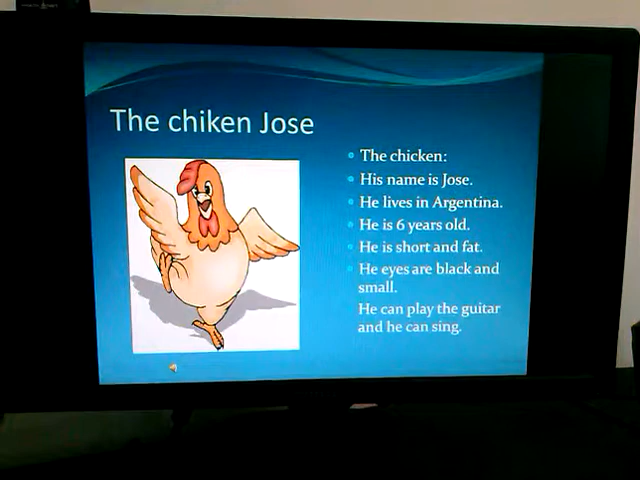 The chiken Jose
The chicken:
His name is Jose.
He lives in Argentina.
He is 6 years old.
He is short and fat.
He eyes are black and
small.
He can play the guitar
and he can sing.